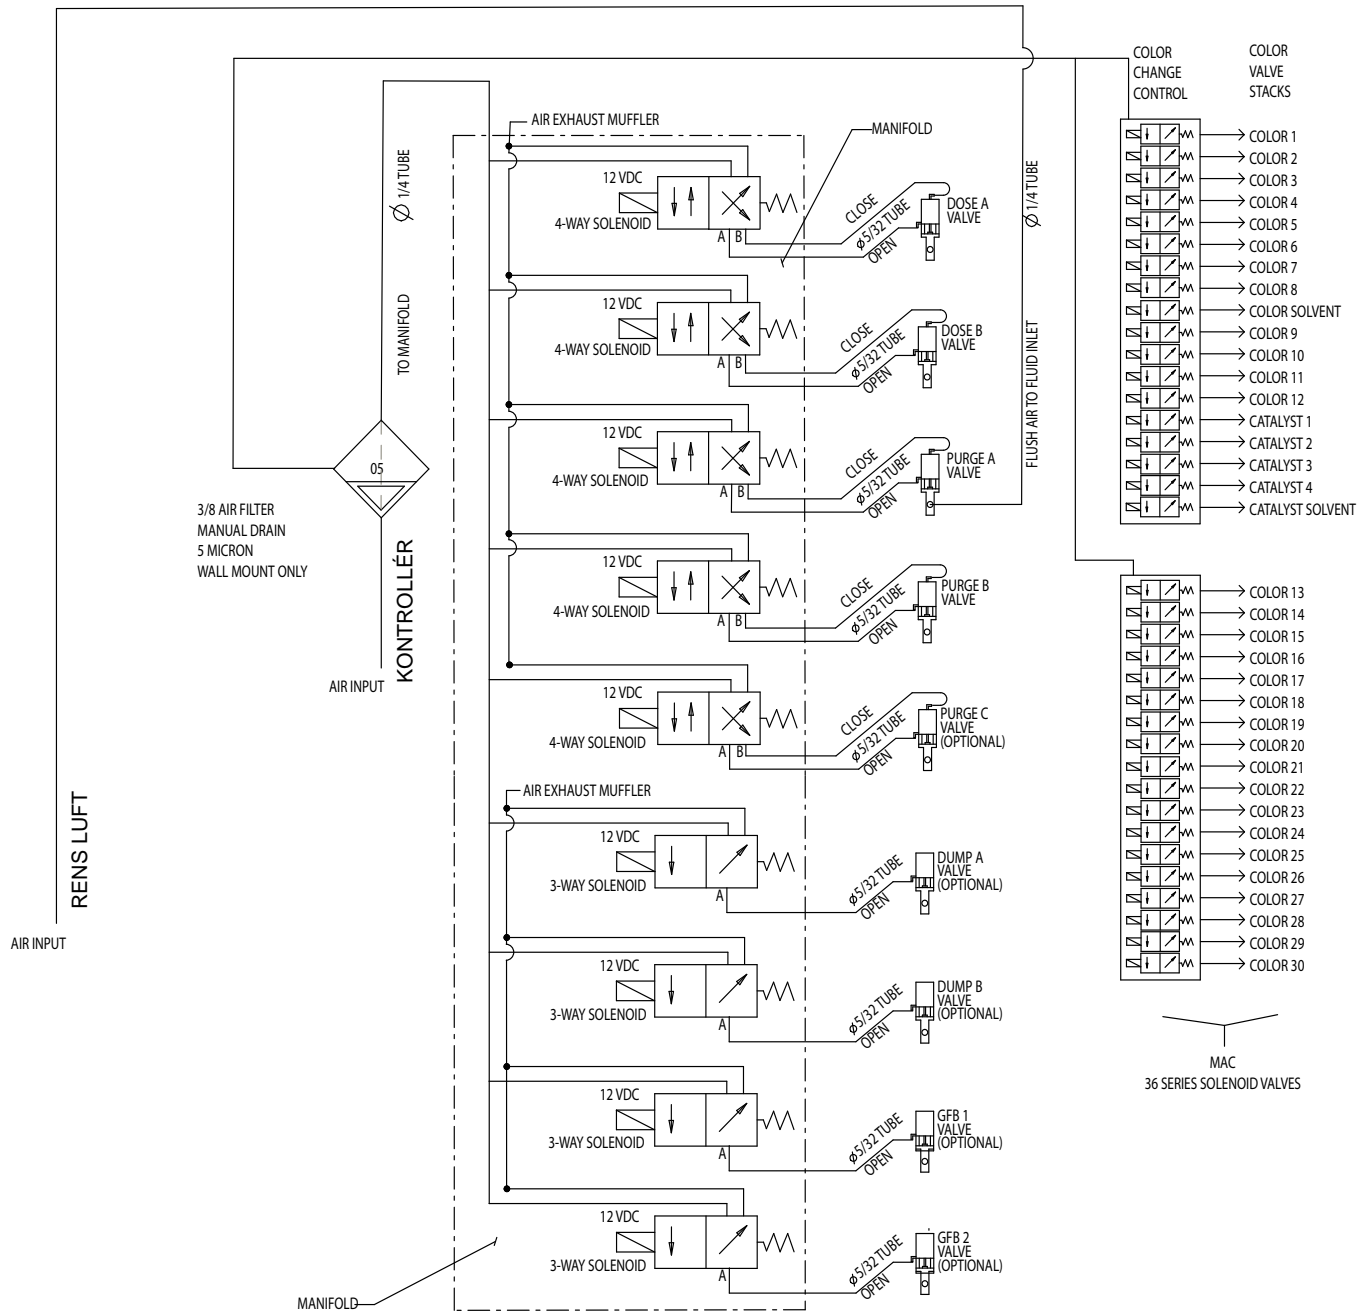 COLOR
CHANGE
CONTROL
COLOR
VALVE
STACKS
AIR EXHAUST MUFFLER
MANIFOLD
Ø 1/4 TUBE
TO MANIFOLD
05
3/8 AIR FILTER
MANUAL DRAIN
5 MICRON
WALL MOUNT ONLY
KONTROLLÉR
AIR INPUT
RENS LUFT
AIR INPUT
12 VDC
4-WAY SOLENOID
A B
CLOSE
Ø5/32 TUBE
OPEN
DOSE A
VALVE
12 VDC
4-WAY SOLENOID
A B
CLOSE
Ø5/32 TUBE
OPEN
DOSE B
VALVE
12 VDC
4-WAY SOLENOID
A B
CLOSE
Ø5/32 TUBE
OPEN
PURGE A
VALVE
12 VDC
4-WAY SOLENOID
A B
CLOSE
Ø5/32 TUBE
OPEN
PURGE B
VALVE
12 VDC
4-WAY SOLENOID
A B
CLOSE
Ø5/32 TUBE
OPEN
PURGE C
VALVE
(OPTIONAL)
AIR EXHAUST MUFFLER
12 VDC
3-WAY SOLENOID
A
Ø5/32 TUBE
OPEN
DUMP A
VALVE
(OPTIONAL)
12 VDC
3-WAY SOLENOID
A
Ø5/32 TUBE
OPEN
DUMP B
VALVE
(OPTIONAL)
12 VDC
3-WAY SOLENOID
A
Ø5/32 TUBE
OPEN
GFB 1
VALVE
(OPTIONAL)
12 VDC
3-WAY SOLENOID
A
Ø5/32 TUBE
OPEN
GFB 2
VALVE
(OPTIONAL)
MANIFOLD
Ø 1/4 TUBE
FLUSH AIR TO FLUID INLET
COLOR 1
COLOR 2
COLOR 3
COLOR 4
COLOR 5
COLOR 6
COLOR 7
COLOR 8
COLOR SOLVENT
COLOR 9
COLOR 10
COLOR 11
COLOR 12
CATALYST 1
CATALYST 2
CATALYST 3
CATALYST 4
CATALYST SOLVENT
COLOR 13
COLOR 14
COLOR 15
COLOR 16
COLOR 17
COLOR 18
COLOR 19
COLOR 20
COLOR 21
COLOR 22
COLOR 23
COLOR 24
COLOR 25
COLOR 26
COLOR 27
COLOR 28
COLOR 29
COLOR 30
MAC
36 SERIES SOLENOID VALVES